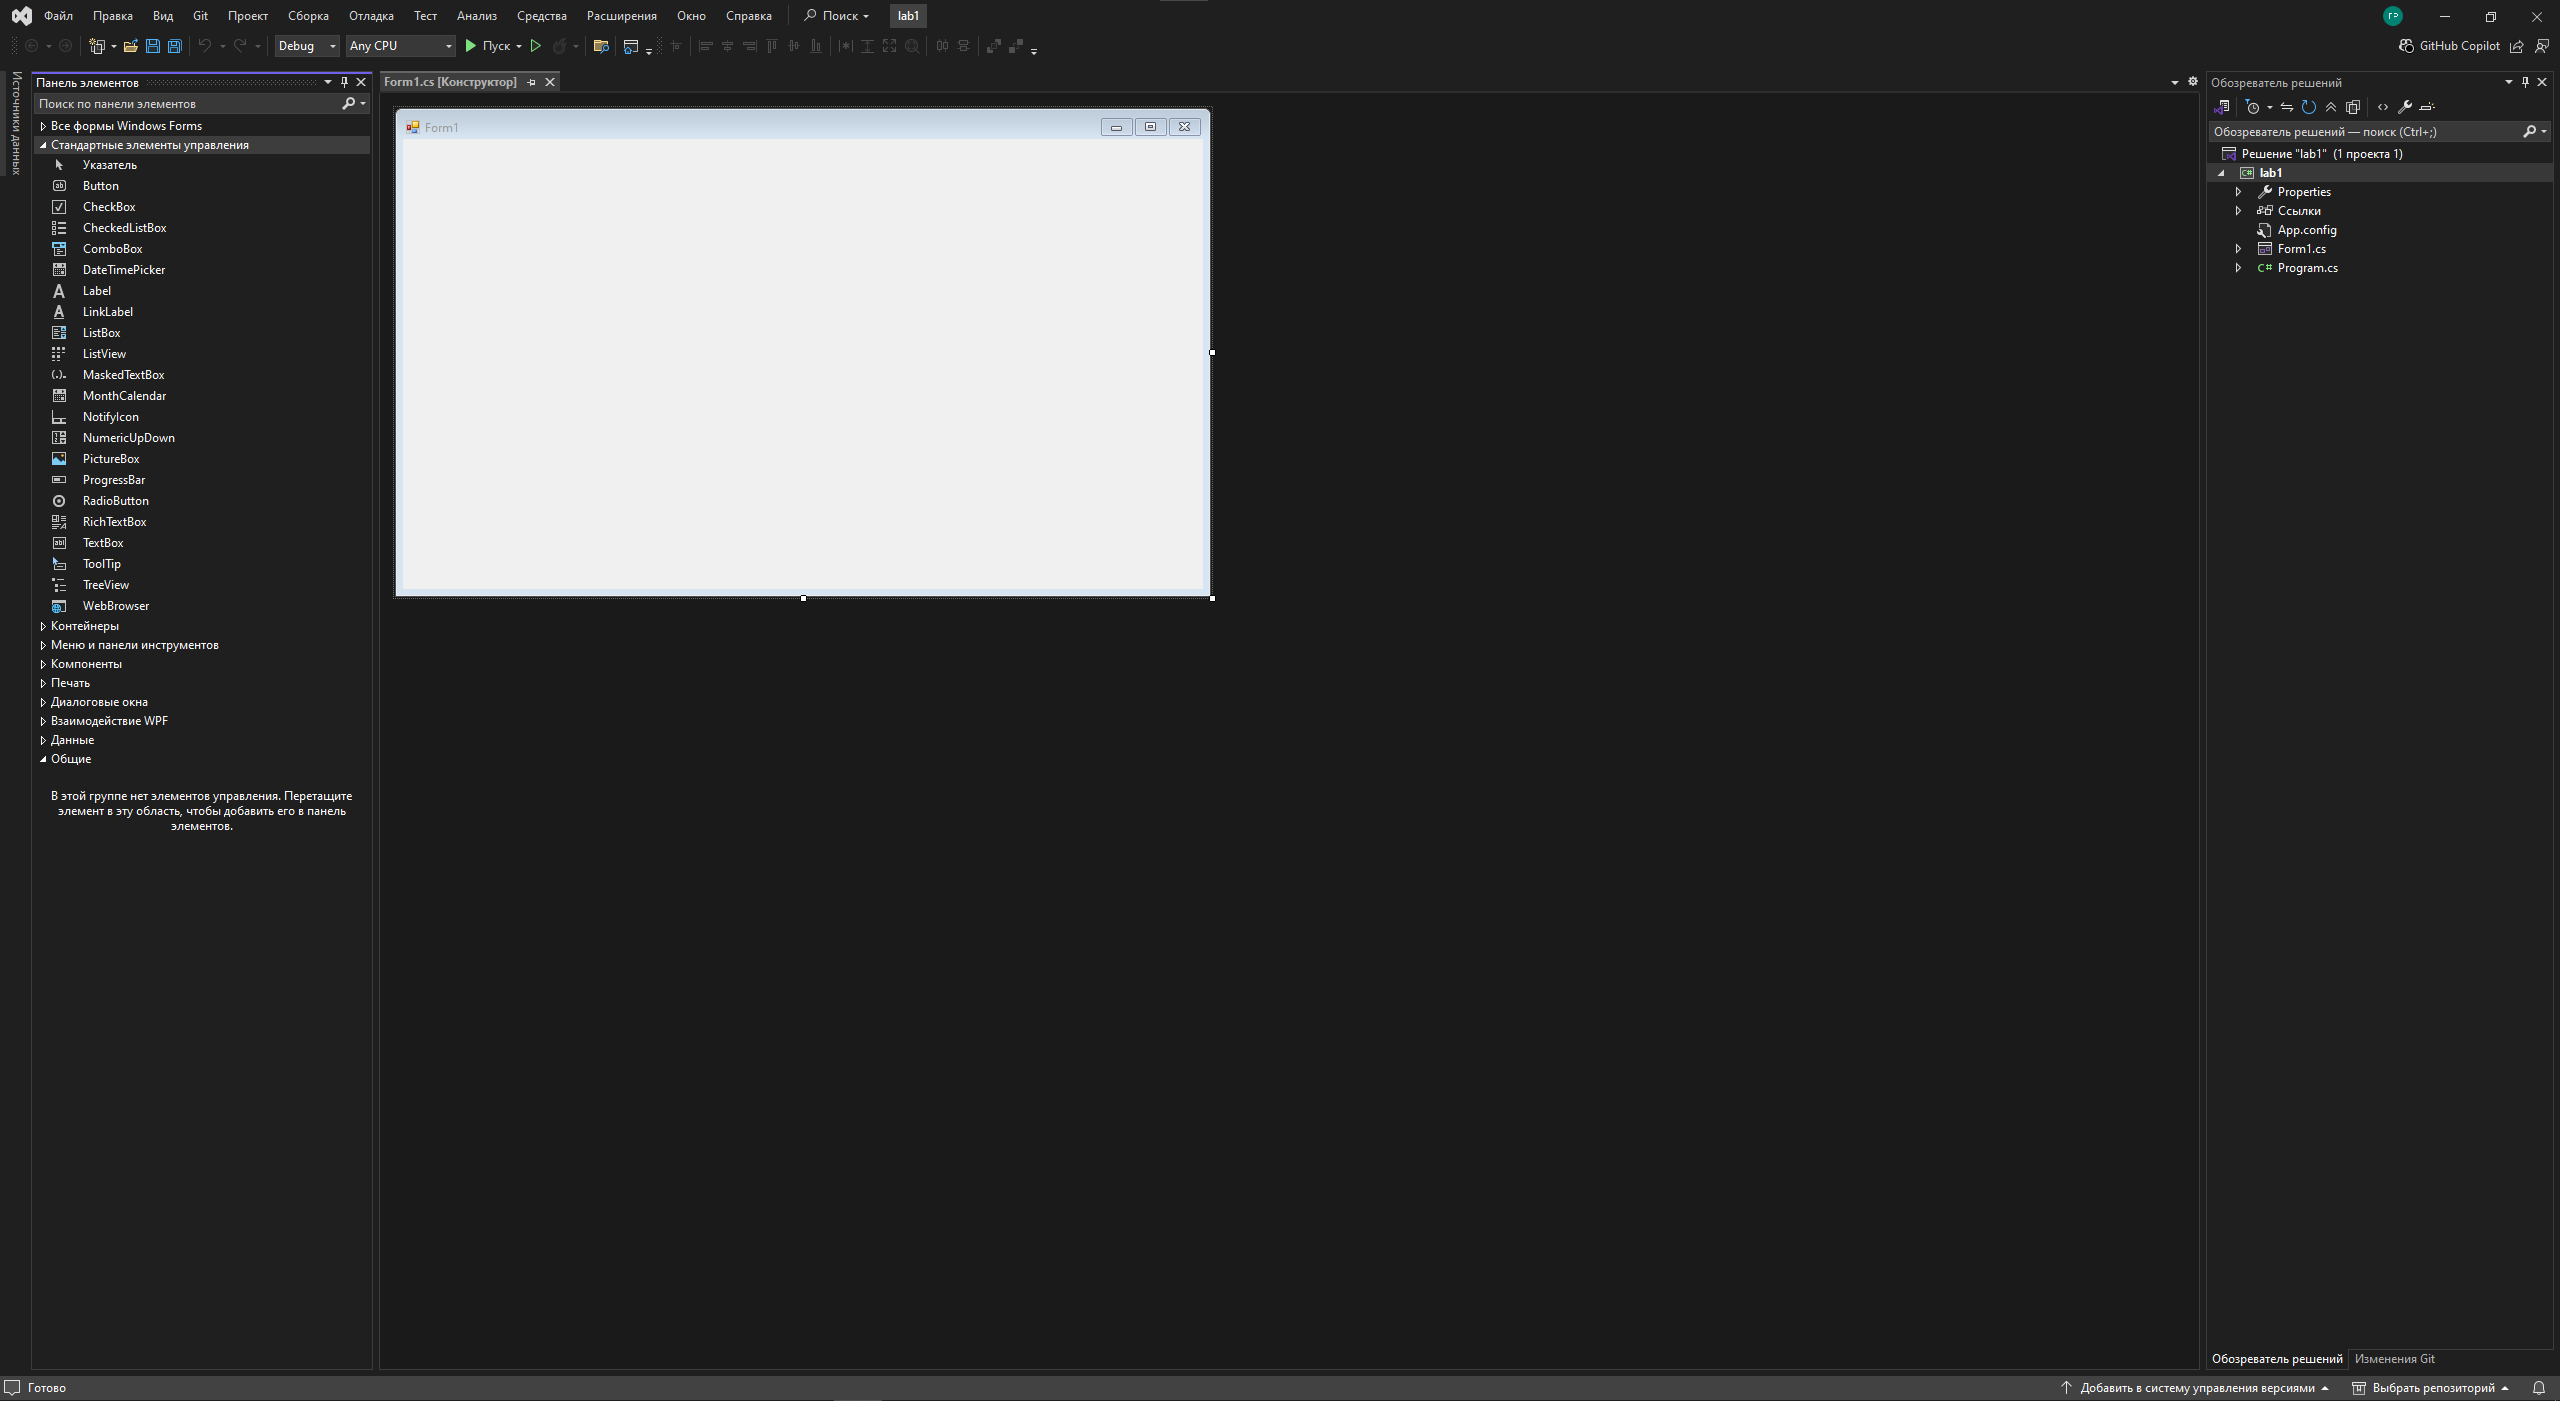 Файл Правка Вид Git Проект Сборка Отладка Тест Анализ Средства Расширения Окно Справка Поиск lab1 ГР
Debug Any CPU Пуск GitHub Copilot
Источники данных
Панель элементов
Поиск по панели элементов
Все формы Windows Forms
Стандартные элементы управления
Указатель
Button
CheckBox
CheckedListBox
ComboBox
DateTimePicker
Label
LinkLabel
ListBox
ListView
MaskedTextBox
MonthCalendar
NotifyIcon
NumericUpDown
PictureBox
ProgressBar
RadioButton
RichTextBox
TextBox
ToolTip
TreeView
WebBrowser
Контейнеры
Меню и панели инструментов
Компоненты
Печать
Диалоговые окна
Взаимодействие WPF
Данные
Общие
В этой группе нет элементов управления. Перетащите
элемент в эту область, чтобы добавить его в панель
элементов.
Form1.cs [Конструктор]
Form1
Обозреватель решений
Обозреватель решений — поиск (Ctrl+;)
Решение "lab1" (1 проекта 1)
lab1
Properties
Ссылки
App.config
Form1.cs
Program.cs
Обозреватель решений Изменения Git
Готово
Добавить в систему управления версиями Выбрать репозиторий